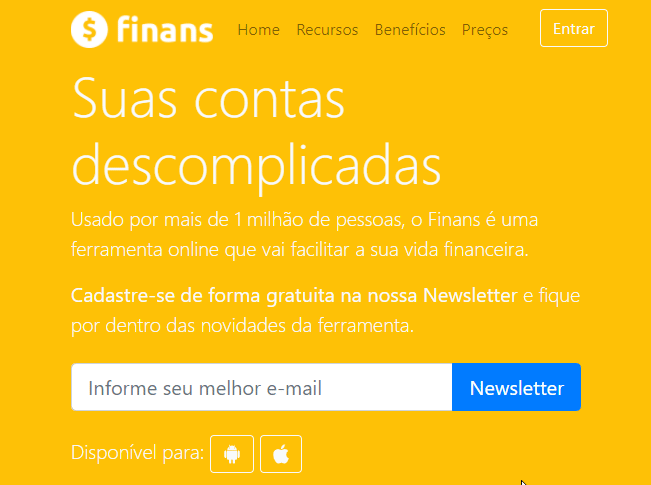 finans Home Recursos Benefícios Preços Entrar
Suas contas
descomplicadas
Usado por mais de 1 milhão de pessoas, o Finans é uma
ferramenta online que vai facilitar a sua vida financeira.
Cadastre-se de forma gratuita na nossa Newsletter e fique
por dentro das novidades da ferramenta.
Informe seu melhor e-mail Newsletter
Disponível para: